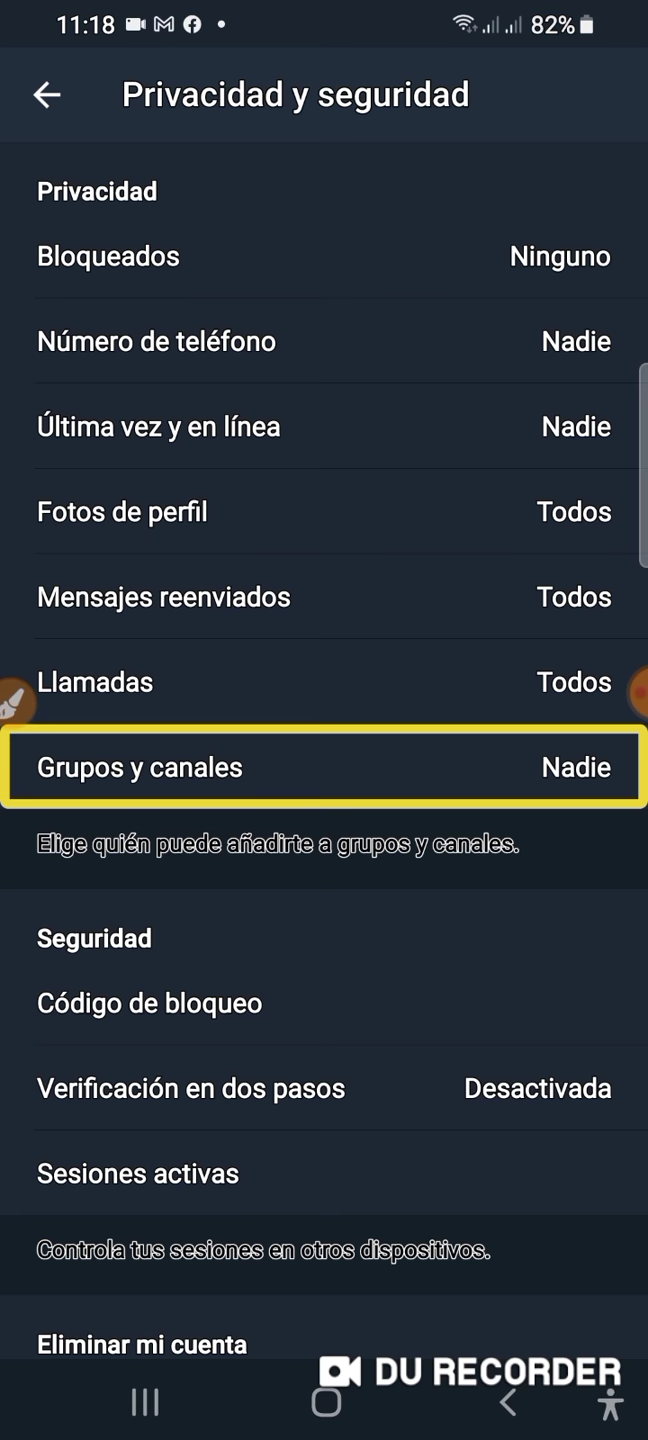 11:18 82%
Privacidad y seguridad
Privacidad
Bloqueados Ninguno
Número de teléfono Nadie
Última vez y en línea Nadie
Fotos de perfil Todos
Mensajes reenviados Todos
Llamadas Todos
Grupos y canales Nadie
Elige quién puede añadirte a grupos y canales.
Seguridad
Código de bloqueo
Verificación en dos pasos Desactivada
Sesiones activas
Controla tus sesiones en otros dispositivos.
Eliminar mi cuenta
DU RECORDER